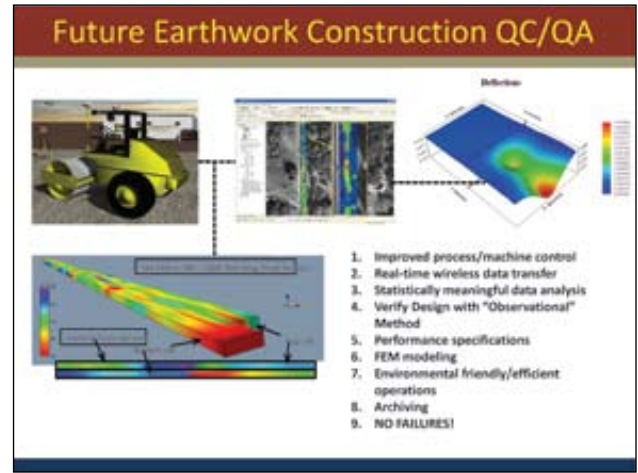 Future Earthwork Construction QC/QA
Deflections
1. Improved process/machine control
2. Real-time wireless data transfer
3. Statistically meaningful data analysis
4. Verify Design with "Observational"
Method
5. Performance specifications
6. FEM modeling
7. Environmental friendly/efficient
operations
8. Archiving
9. NO FAILURES!